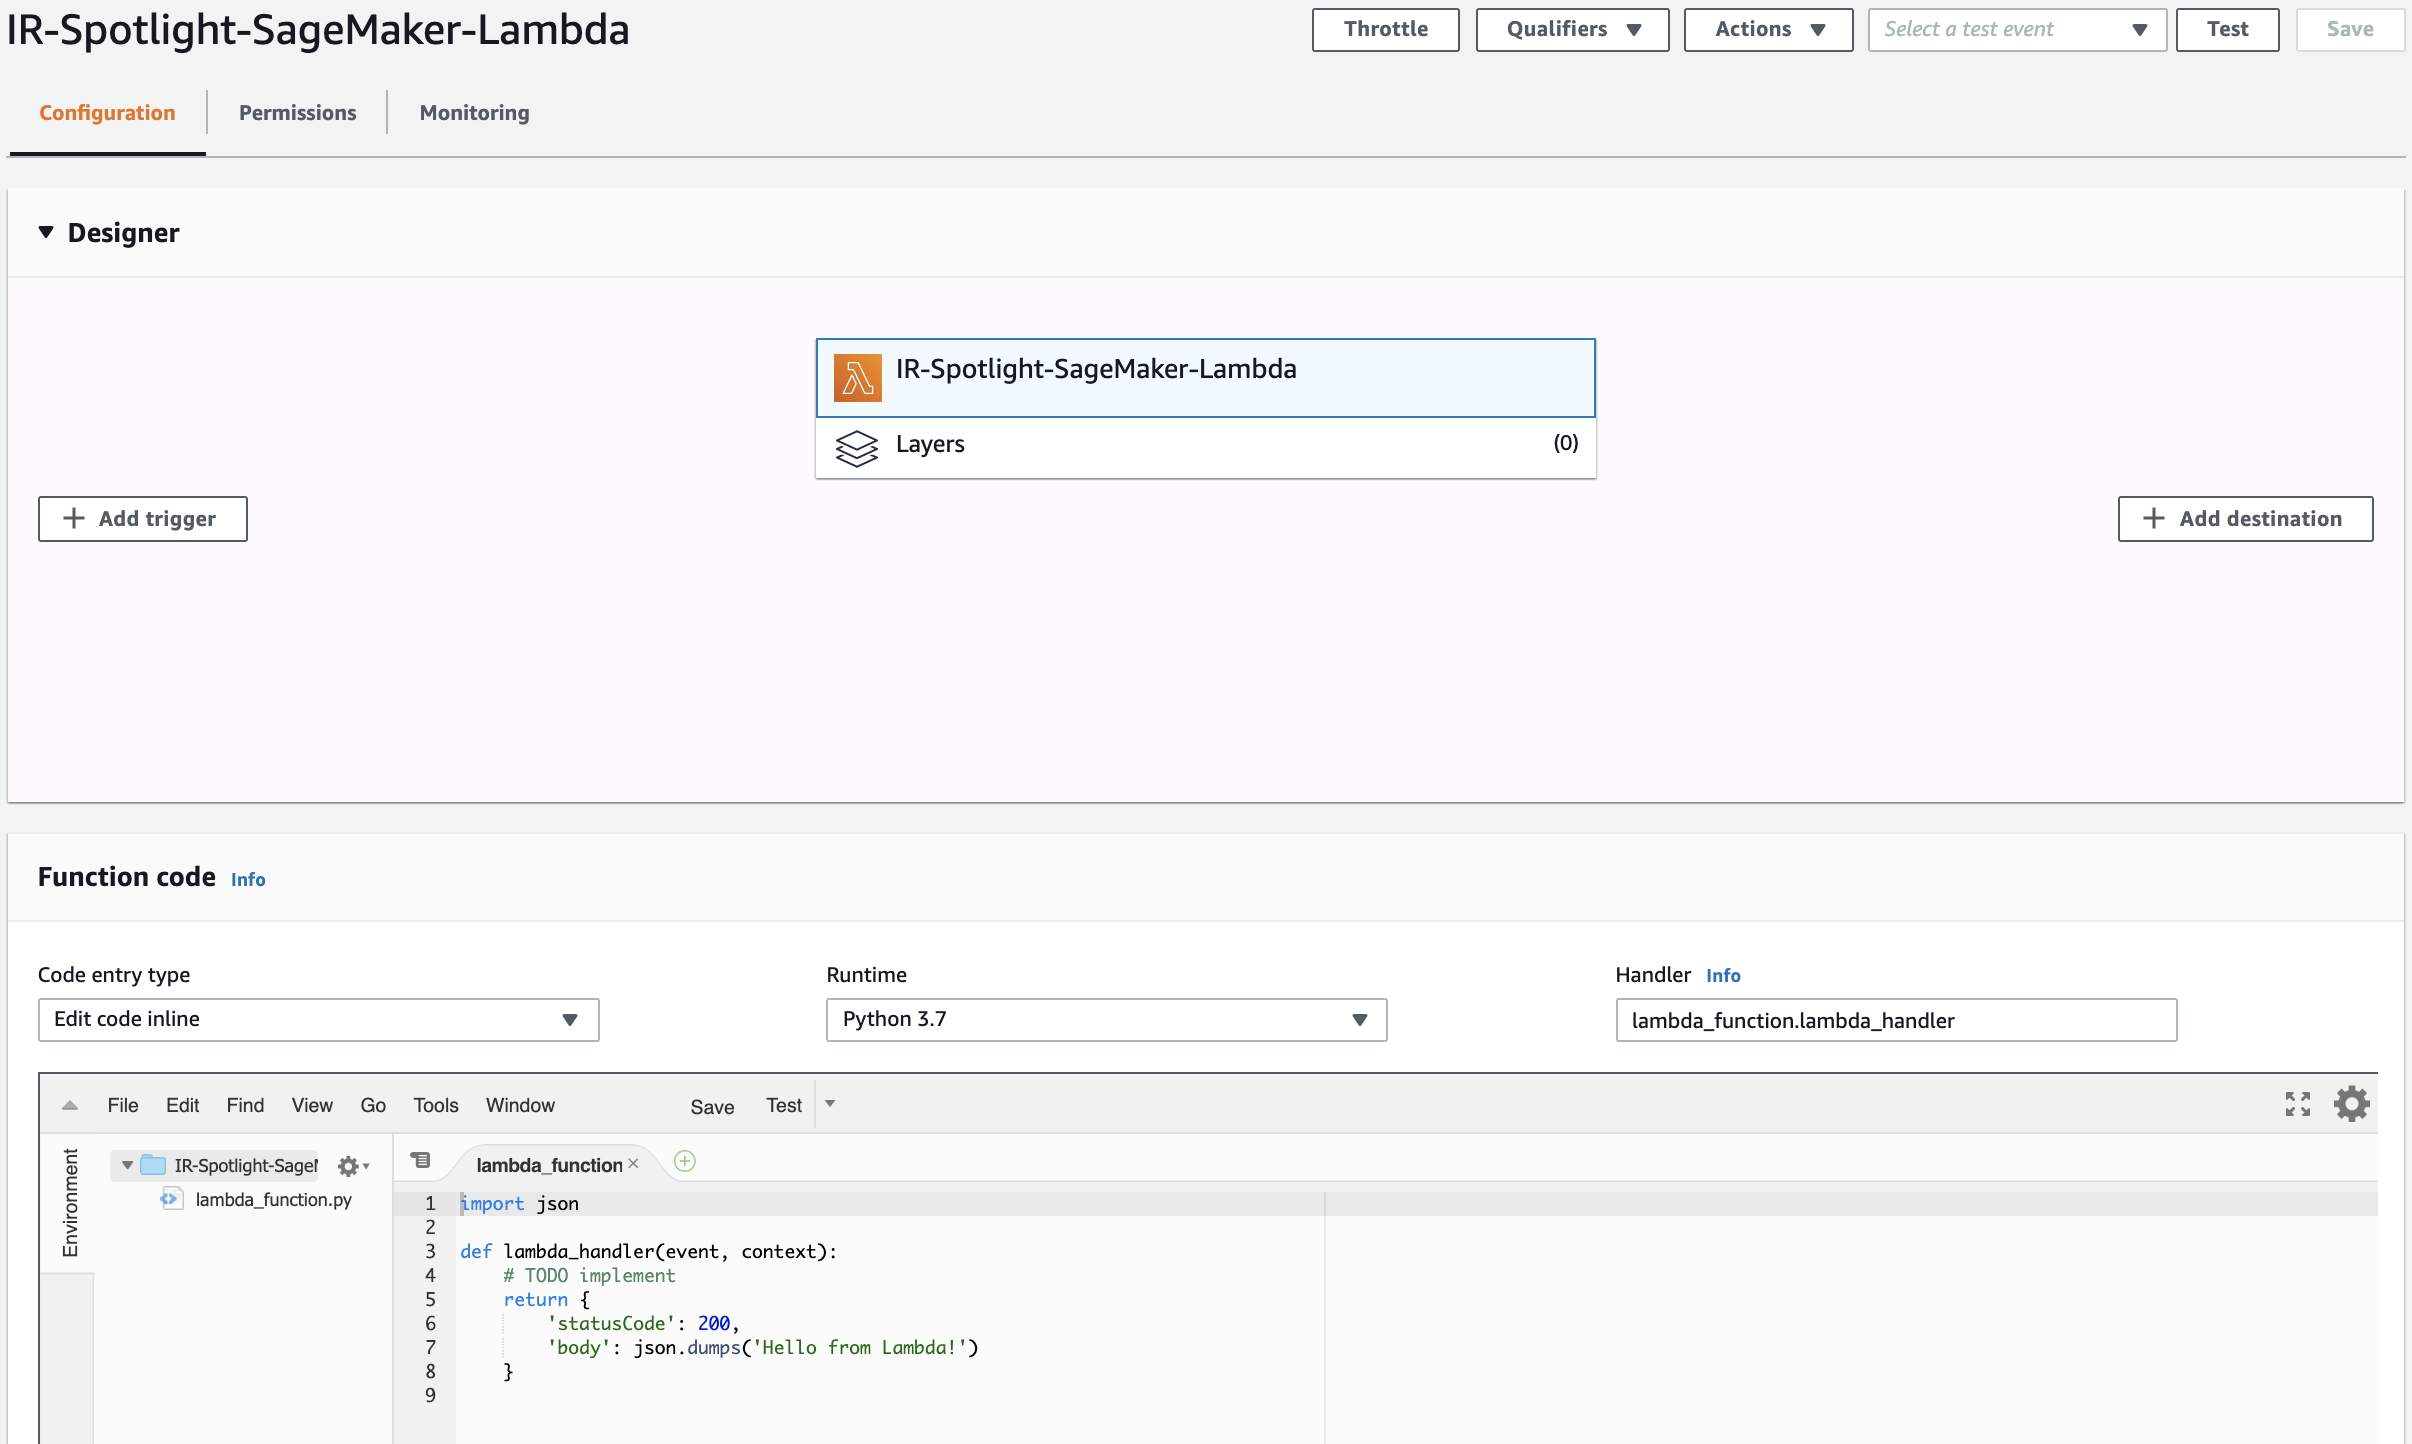 IR-Spotlight-SageMaker-Lambda
Throttle Qualifiers Actions Select a test event Test Save
Configuration Permissions Monitoring
Designer
IR-Spotlight-SageMaker-Lambda
Layers (0)
Add trigger Add destination
Function code Info
Code entry type Runtime Handler Info
Edit code inline Python 3.7 lambda_function.lambda_handler
File Edit Find View Go Tools Window Save Test
Environment
IR-Spotlight-Sage
lambda_function.py
lambda_function
1 import json
2
3 def lambda_handler(event, context):
4     # TODO implement
5     return {
6         'statusCode': 200,
7         'body': json.dumps('Hello from Lambda!')
8     }
9